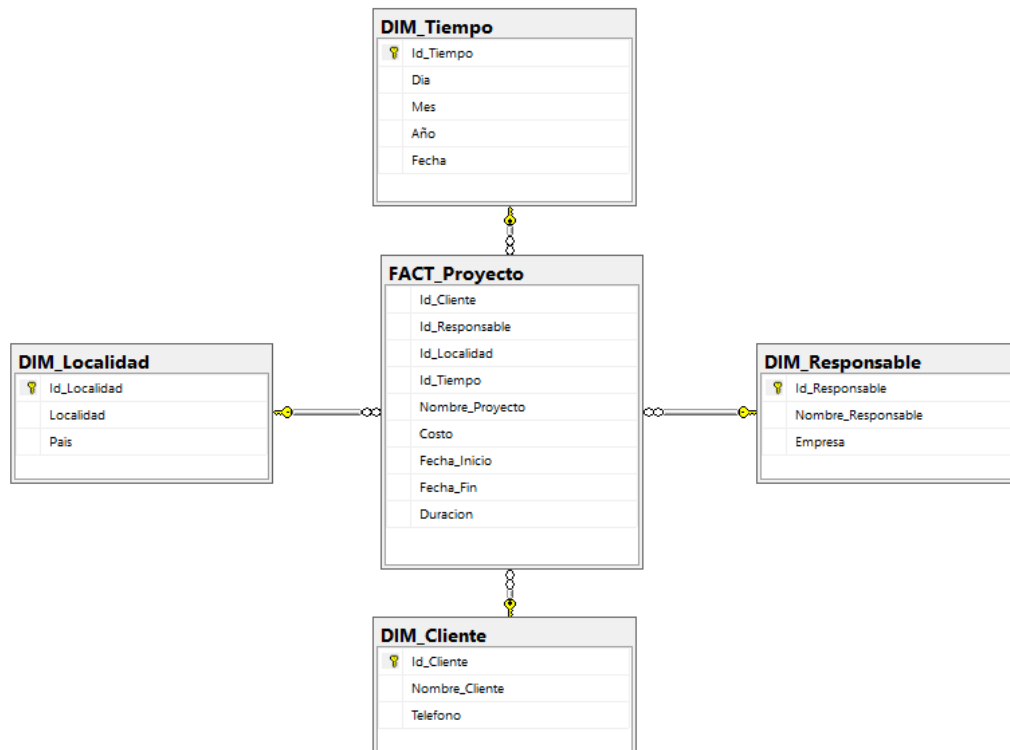 DIM_Tiempo
Id_Tiempo
Dia
Mes
Año
Fecha
FACT_Proyecto
Id_Cliente
Id_Responsable
Id_Localidad
Id_Tiempo
Nombre_Proyecto
Costo
Fecha_Inicio
Fecha_Fin
Duracion
DIM_Localidad
Id_Localidad
Localidad
Pais
DIM_Responsable
Id_Responsable
Nombre_Responsable
Empresa
DIM_Cliente
Id_Cliente
Nombre_Cliente
Telefono